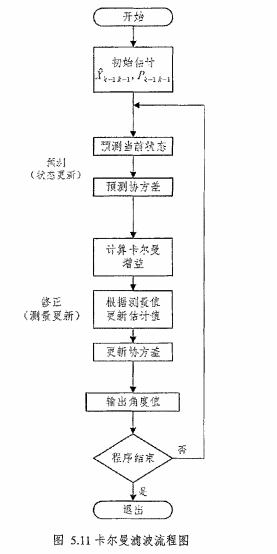 开始
初始估计
X̂k-1 k-1, Pk-1 k-1
预测当前状态
预测
(状态更新)
预测协方差
计算卡尔曼
增益
修正
(测量更新)
根据测量值
更新估计值
更新协方差
输出角度值
程序结束
否
是
退出
图 5.11 卡尔曼滤波流程图